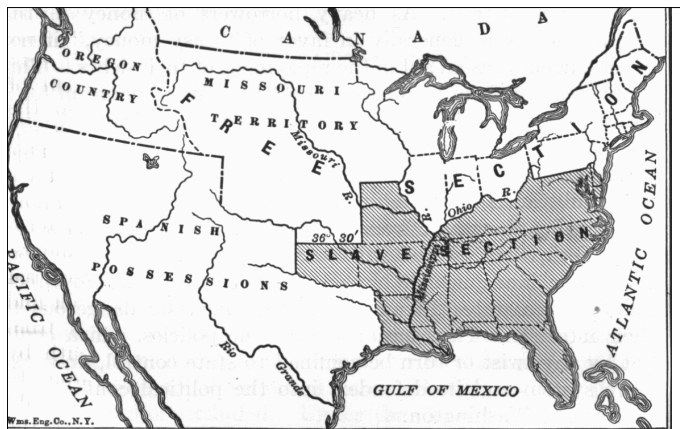 CANADA
OREGON
COUNTRY
MISSOURI
TERRITORY
FREE SECTION
Missouri R.
Ohio R.
36° 30'
SLAVE SECTION
Mississippi R.
SPANISH
POSSESSIONS
Rio Grande
PACIFIC OCEAN
ATLANTIC OCEAN
GULF OF MEXICO
Wms. Eng. Co., N.Y.